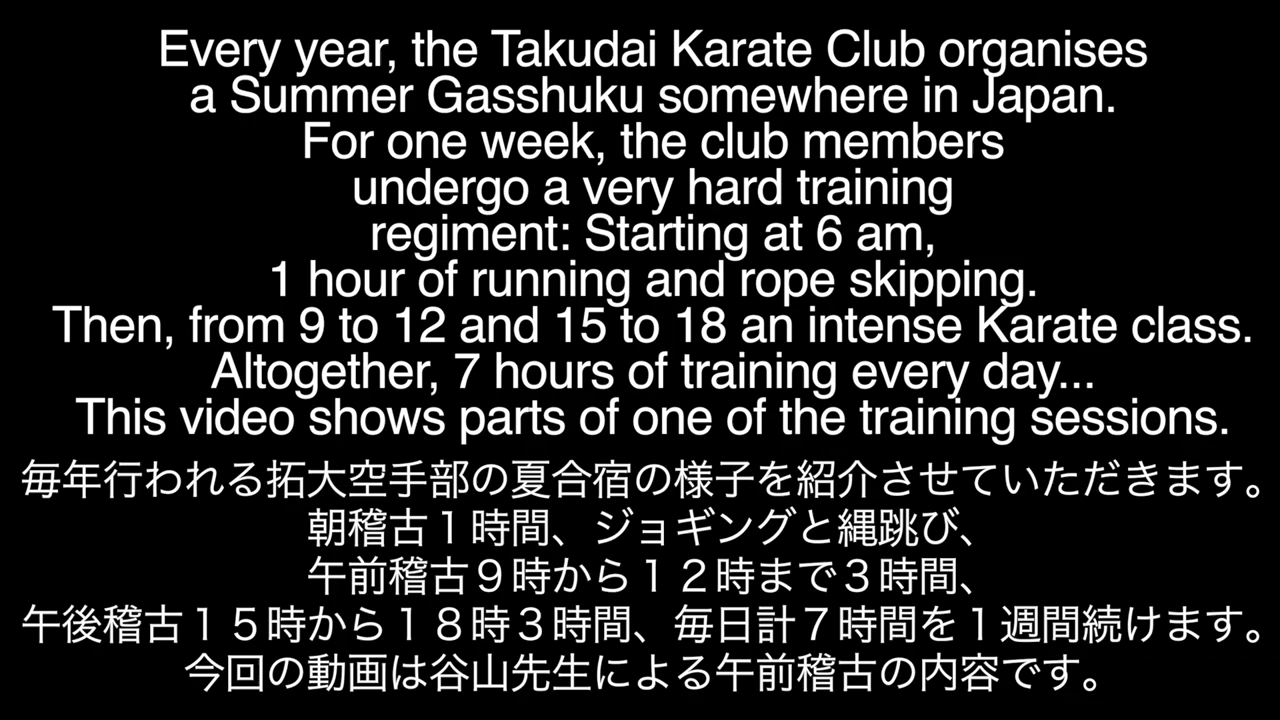 Every year, the Takudai Karate Club organises
a Summer Gasshuku somewhere in Japan.
For one week, the club members
undergo a very hard training
regiment: Starting at 6 am,
1 hour of running and rope skipping.
Then, from 9 to 12 and 15 to 18 an intense Karate class.
Altogether, 7 hours of training every day...
This video shows parts of one of the training sessions.
毎年行われる拓大空手部の夏合宿の様子を紹介させていただきます。
朝稽古１時間、ジョギングと縄跳び、
午前稽古９時から１２時まで３時間、
午後稽古１５時から１８時３時間、毎日計７時間を１週間続けます。
今回の動画は谷山先生による午前稽古の内容です。